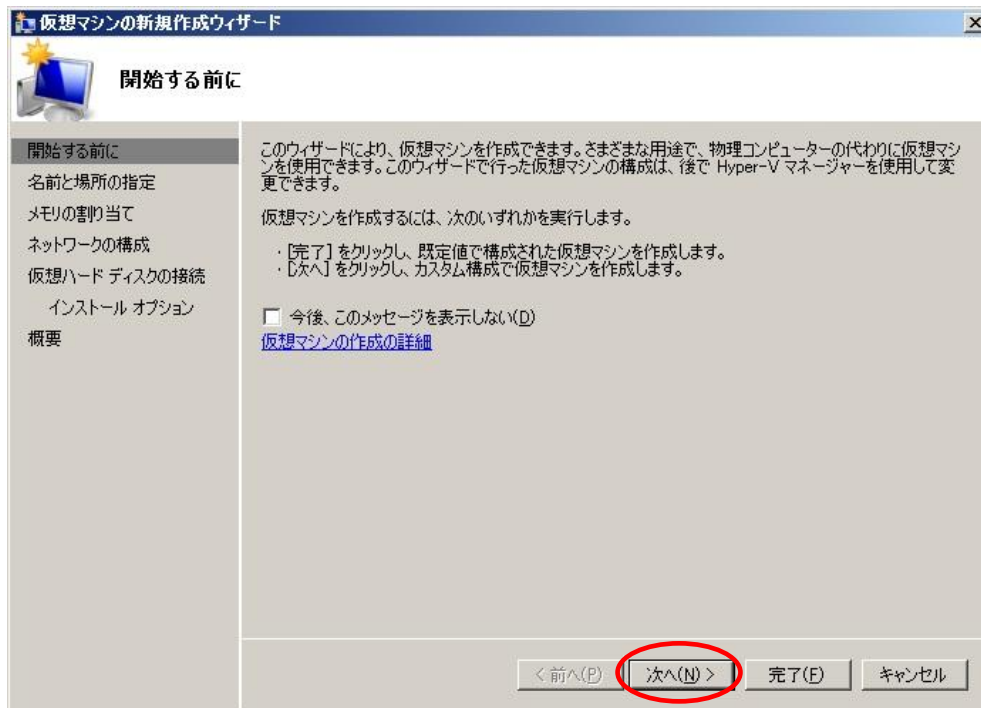 仮想マシンの新規作成ウィザード
開始する前に
開始する前に
名前と場所の指定
メモリの割り当て
ネットワークの構成
仮想ハード ディスクの接続
インストール オプション
概要
このウィザードにより、仮想マシンを作成できます。さまざまな用途で、物理コンピューターの代わりに仮想マシ
ンを使用できます。このウィザードで行った仮想マシンの構成は、後で Hyper-V マネージャーを使用して変
更できます。
仮想マシンを作成するには、次のいずれかを実行します。
・[完了] をクリックし、既定値で構成された仮想マシンを作成します。
・[次へ] をクリックし、カスタム構成で仮想マシンを作成します。
今後、このメッセージを表示しない(D)
仮想マシンの作成の詳細
< 前へ(P)
次へ(N) >
完了(F)
キャンセル